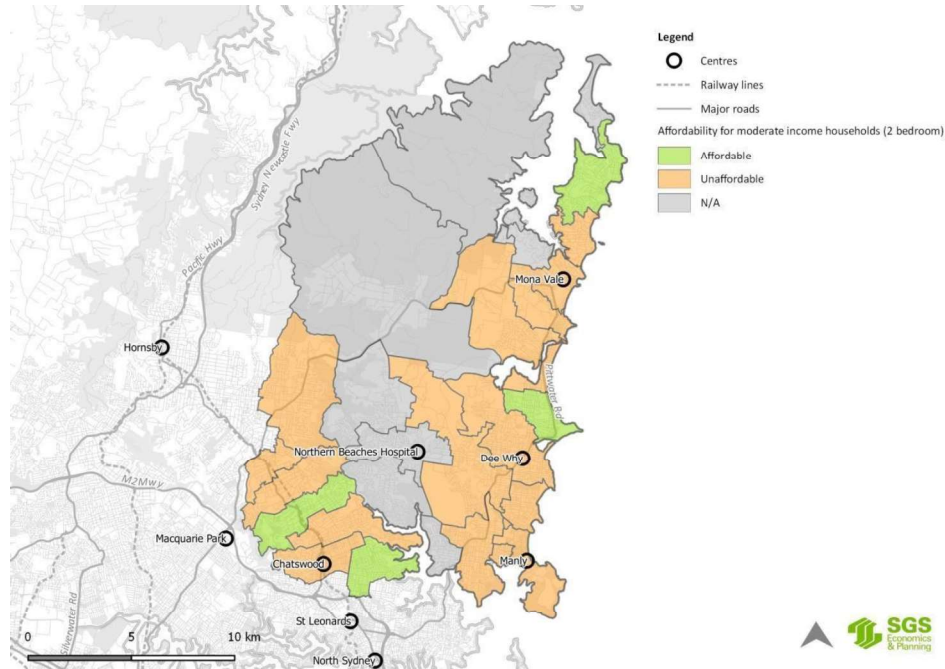 Legend
Centres
Railway lines
Major roads
Affordability for moderate income households (2 bedroom)
Affordable
Unaffordable
N/A
Sydney Newcastle Fwy
Pacific Hwy
Mona Vale
Hornsby
Pittwater Rd
Northern Beaches Hospital
Dee Why
M2Mwy
Macquarie Park
Chatswood
Manly
Silverwater Rd
St Leonards
North Sydney
0 5 10 km
SGS
Economics
& Planning